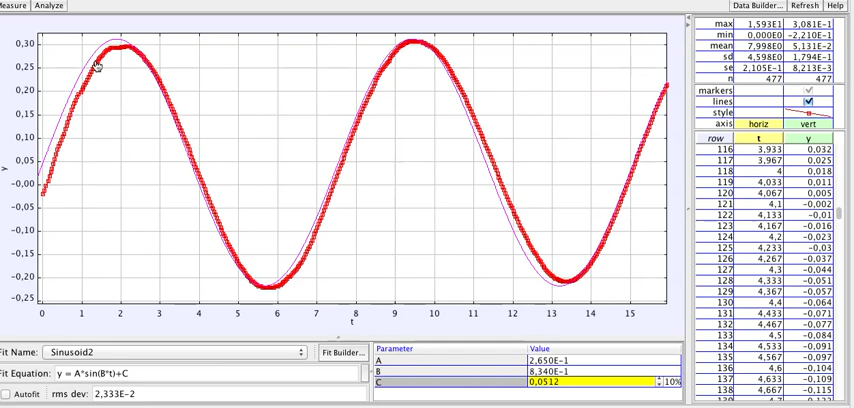 Measure Analyze Data Builder... Refresh Help
max 1,593E1 3,081E-1
min 0,000E0 -2,210E-1
mean 7,998E0 5,131E-2
sd 4,598E0 1,794E-1
se 2,105E-1 8,213E-3
n 477 477
markers
lines
style
axis horiz vert
row t y
116 3,933 0,032
117 3,967 0,025
118 4 0,018
119 4,033 0,011
120 4,067 0,005
121 4,1 -0,002
122 4,133 -0,01
123 4,167 -0,016
124 4,2 -0,023
125 4,233 -0,03
126 4,267 -0,037
127 4,3 -0,044
128 4,333 -0,051
129 4,367 -0,057
130 4,4 -0,064
131 4,433 -0,071
132 4,467 -0,077
133 4,5 -0,084
134 4,533 -0,091
135 4,567 -0,097
136 4,6 -0,104
137 4,633 -0,109
138 4,667 -0,115
0,30
0,25
0,20
0,15
0,10
0,05
-0,00
-0,05
-0,10
-0,15
-0,20
-0,25
y
0 1 2 3 4 5 6 7 8 9 10 11 12 13 14 15
t
Fit Name: Sinusoid2 Fit Builder...
Fit Equation: y = A*sin(B*t)+C
Autofit rms dev: 2,333E-2
Parameter Value
A 2,650E-1
B 8,340E-1
C 0,0512 10%